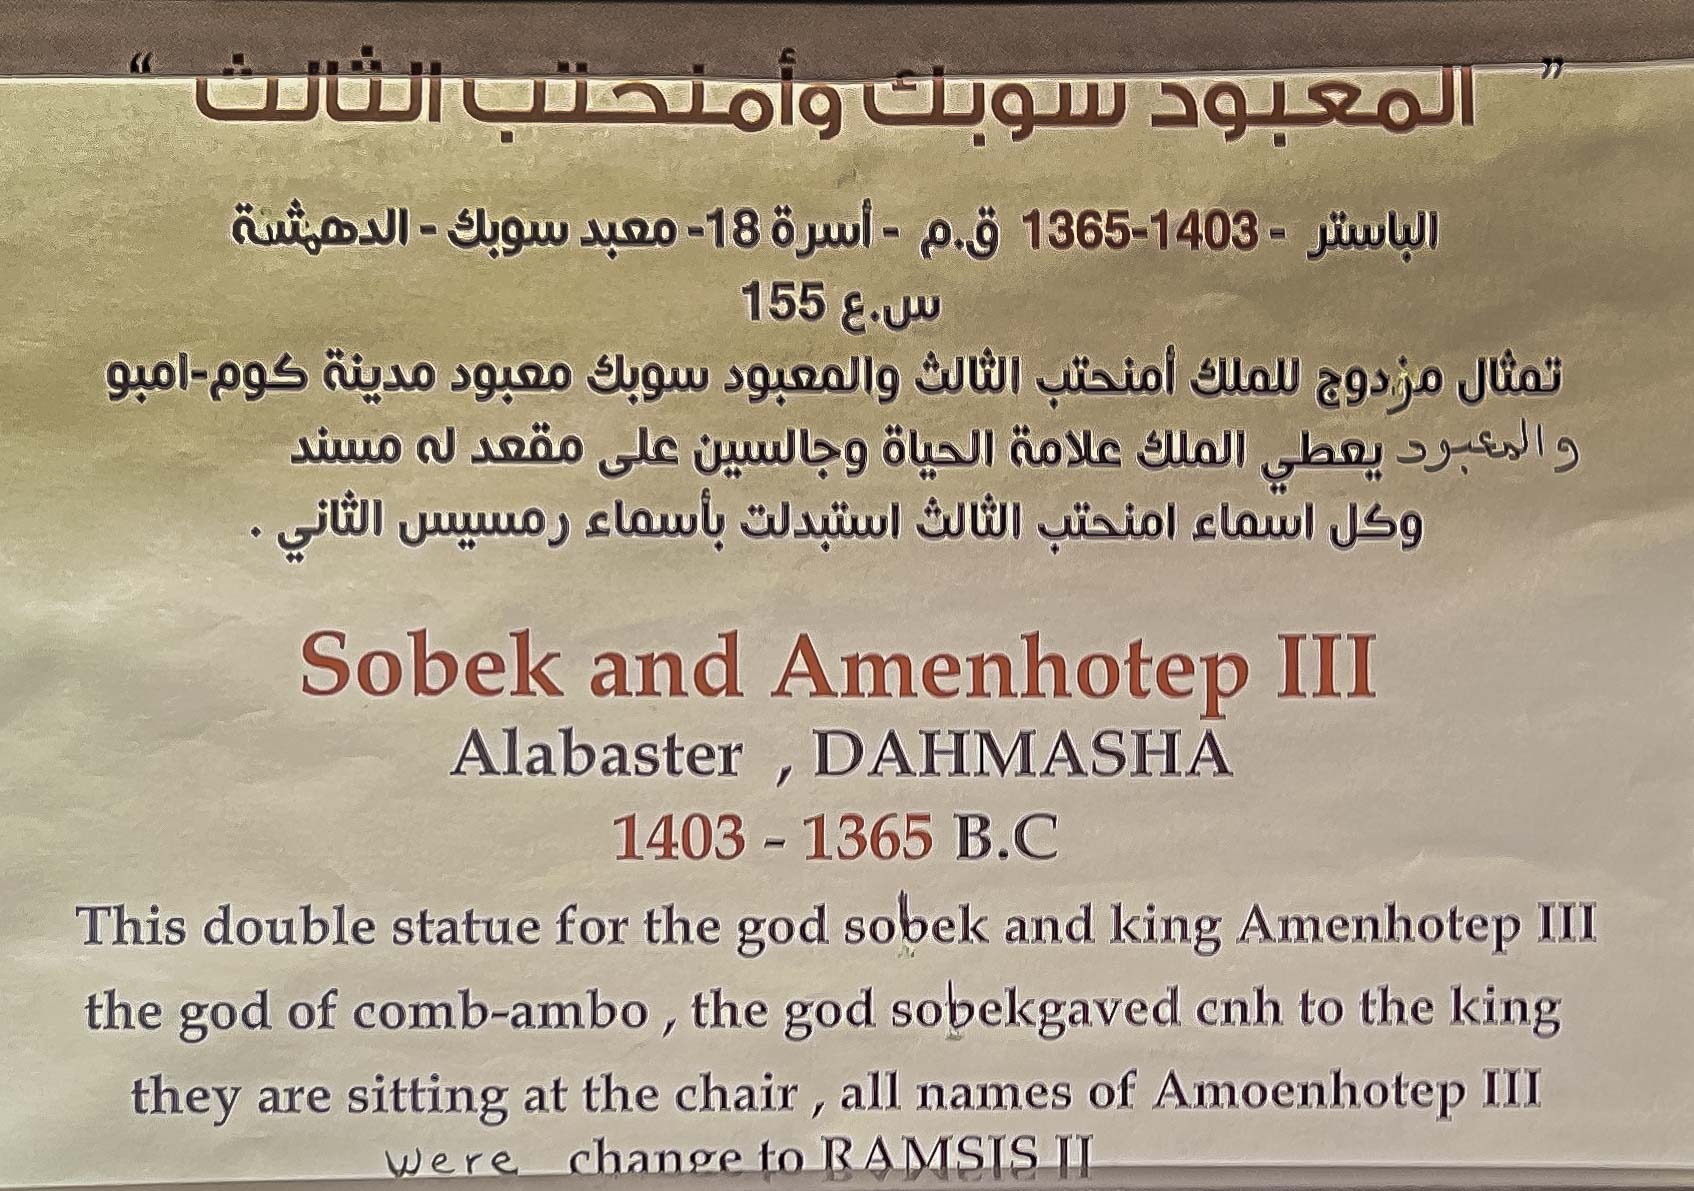 “ المعبود سوبك وأمنحتب الثالث ”
الباستر - 1403-1365 ق.م - أسرة 18- معبد سوبك - الدهمشة
س.ع 155
تمثال مزدوج للملك أمنحتب الثالث والمعبود سوبك معبود مدينة كوم-امبو
والمعبود يعطي الملك علامة الحياة وجالسين على مقعد له مسند
وكل اسماء امنحتب الثالث استبدلت بأسماء رمسيس الثاني .
Sobek and Amenhotep III
Alabaster , DAHMASHA
1403 - 1365 B.C
This double statue for the god sobek and king Amenhotep III
the god of comb-ambo , the god sobekgaved cnh to the king
they are sitting at the chair , all names of Amoenhotep III
were change to RAMSIS II